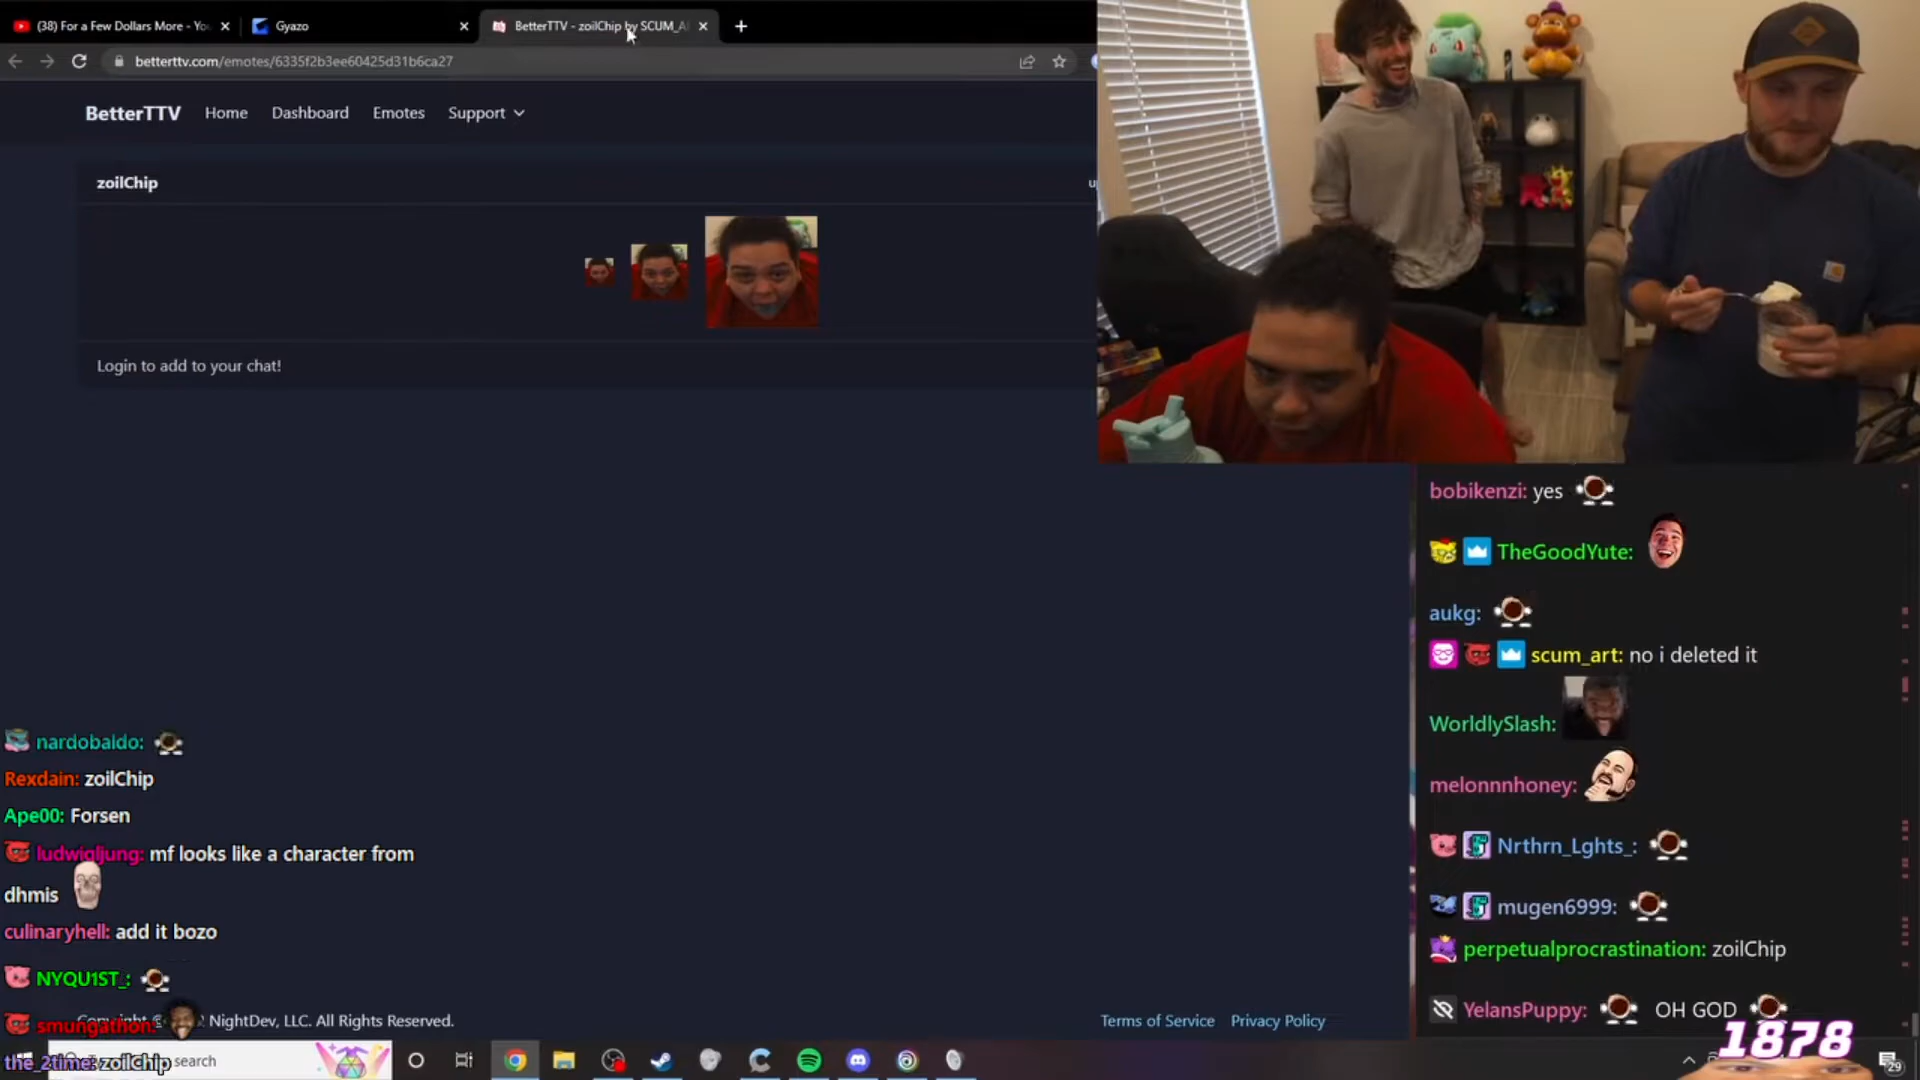 (38) For a Few Dollars More - You
Gyazo
BetterTTV - zoilChip by SCUM_A
betterttv.com/emotes/6335f2b3ee60425d31b6ca27
BetterTTV Home Dashboard Emotes Support
zoilChip
Login to add to your chat!
bobikenzi: yes
TheGoodYute:
aukg:
scum_art: no i deleted it
WorldlySlash:
melonnnhoney:
Nrthrn_Lghts_:
mugen6999:
perpetualprocrastination: zoilChip
YelansPuppy: OH GOD
nardobaldo:
Rexdain: zoilChip
Ape00: Forsen
ludwigljung: mf looks like a character from
dhmis
culinaryhell: add it bozo
NYQU1ST_:
smungathon:
NightDev, LLC. All Rights Reserved.
Terms of Service Privacy Policy
the_2time: zoilChip
search
1878
29